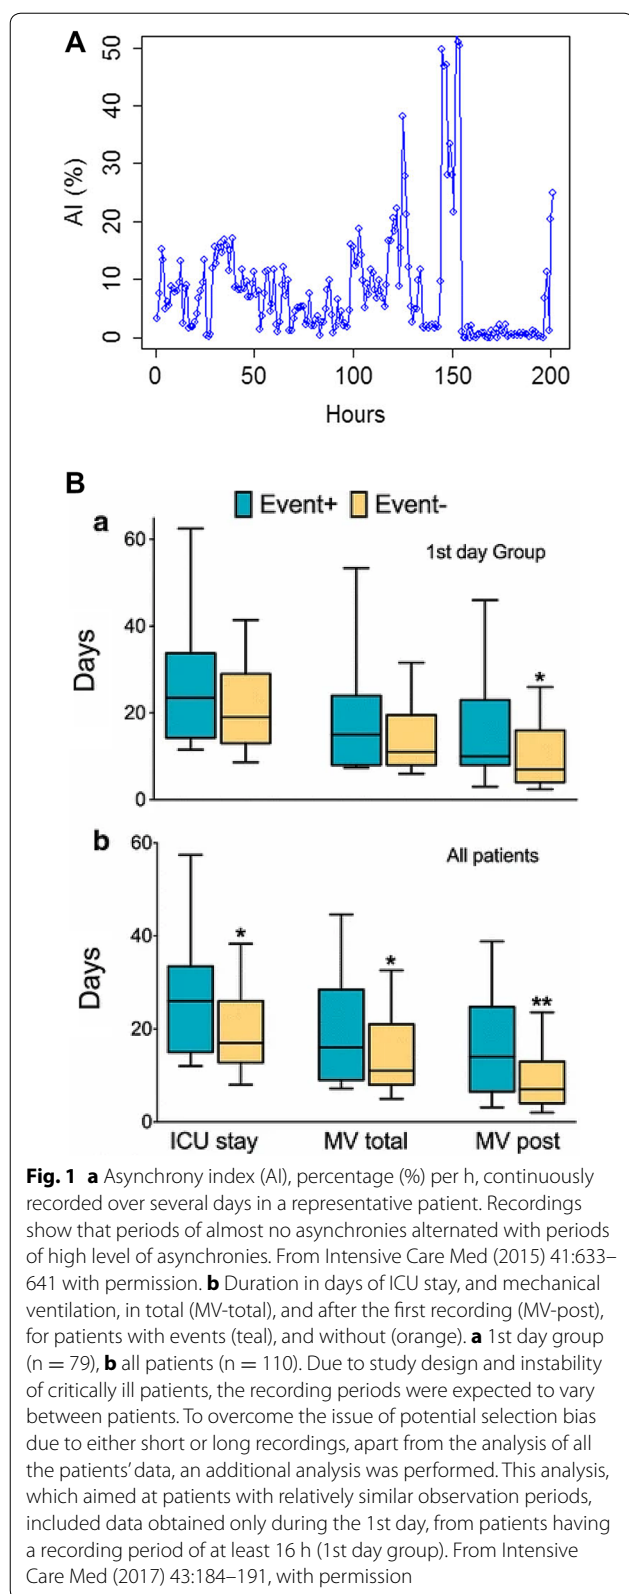 A
50
40
30
20
10
0
AI (%)
0 50 100 150 200
Hours
B
Event+ Event-
a
1st day Group
60
40
20
0
Days
*
b
All patients
60
40
20
0
Days
* * **
ICU stay MV total MV post
Fig. 1 a Asynchrony index (AI), percentage (%) per h, continuously
recorded over several days in a representative patient. Recordings
show that periods of almost no asynchronies alternated with periods
of high level of asynchronies. From Intensive Care Med (2015) 41:633–
641 with permission. b Duration in days of ICU stay, and mechanical
ventilation, in total (MV-total), and after the first recording (MV-post),
for patients with events (teal), and without (orange). a 1st day group
(n = 79), b all patients (n = 110). Due to study design and instability
of critically ill patients, the recording periods were expected to vary
between patients. To overcome the issue of potential selection bias
due to either short or long recordings, apart from the analysis of all
the patients’ data, an additional analysis was performed. This analysis,
which aimed at patients with relatively similar observation periods,
included data obtained only during the 1st day, from patients having
a recording period of at least 16 h (1st day group). From Intensive
Care Med (2017) 43:184–191, with permission